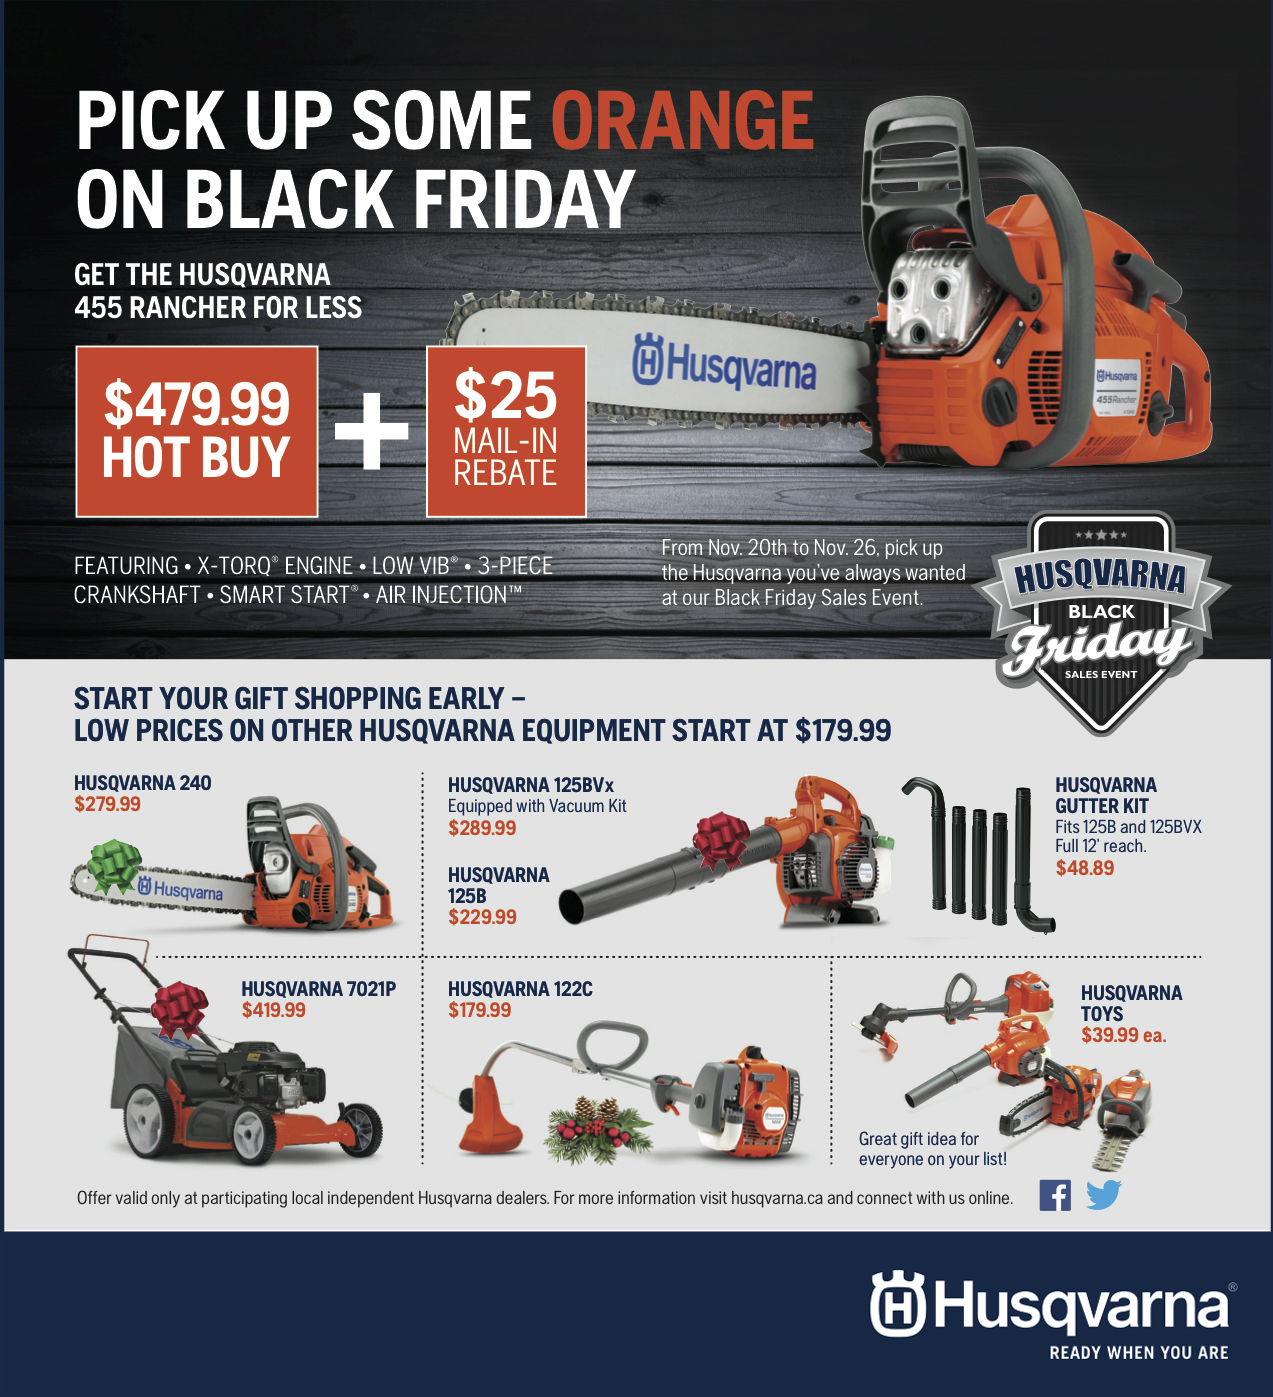 PICK UP SOME ORANGE
ON BLACK FRIDAY
GET THE HUSQVARNA
455 RANCHER FOR LESS
$479.99
HOT BUY
+
$25
MAIL-IN
REBATE
Husqvarna
Husqvarna
455Rancher
FEATURING • X-TORQ® ENGINE • LOW VIB® • 3-PIECE
CRANKSHAFT • SMART START® • AIR INJECTION™
From Nov. 20th to Nov. 26, pick up
the Husqvarna you've always wanted
at our Black Friday Sales Event.
HUSQVARNA
BLACK
Friday
SALES EVENT
START YOUR GIFT SHOPPING EARLY –
LOW PRICES ON OTHER HUSQVARNA EQUIPMENT START AT $179.99
HUSQVARNA 240
$279.99
Husqvarna
HUSQVARNA 125BVx
Equipped with Vacuum Kit
$289.99
HUSQVARNA
125B
$229.99
HUSQVARNA
GUTTER KIT
Fits 125B and 125BVX
Full 12' reach.
$48.89
HUSQVARNA 7021P
$419.99
HUSQVARNA 122C
$179.99
HUSQVARNA
TOYS
$39.99 ea.
Great gift idea for
everyone on your list!
Offer valid only at participating local independent Husqvarna dealers. For more information visit husqvarna.ca and connect with us online.
Husqvarna®
READY WHEN YOU ARE